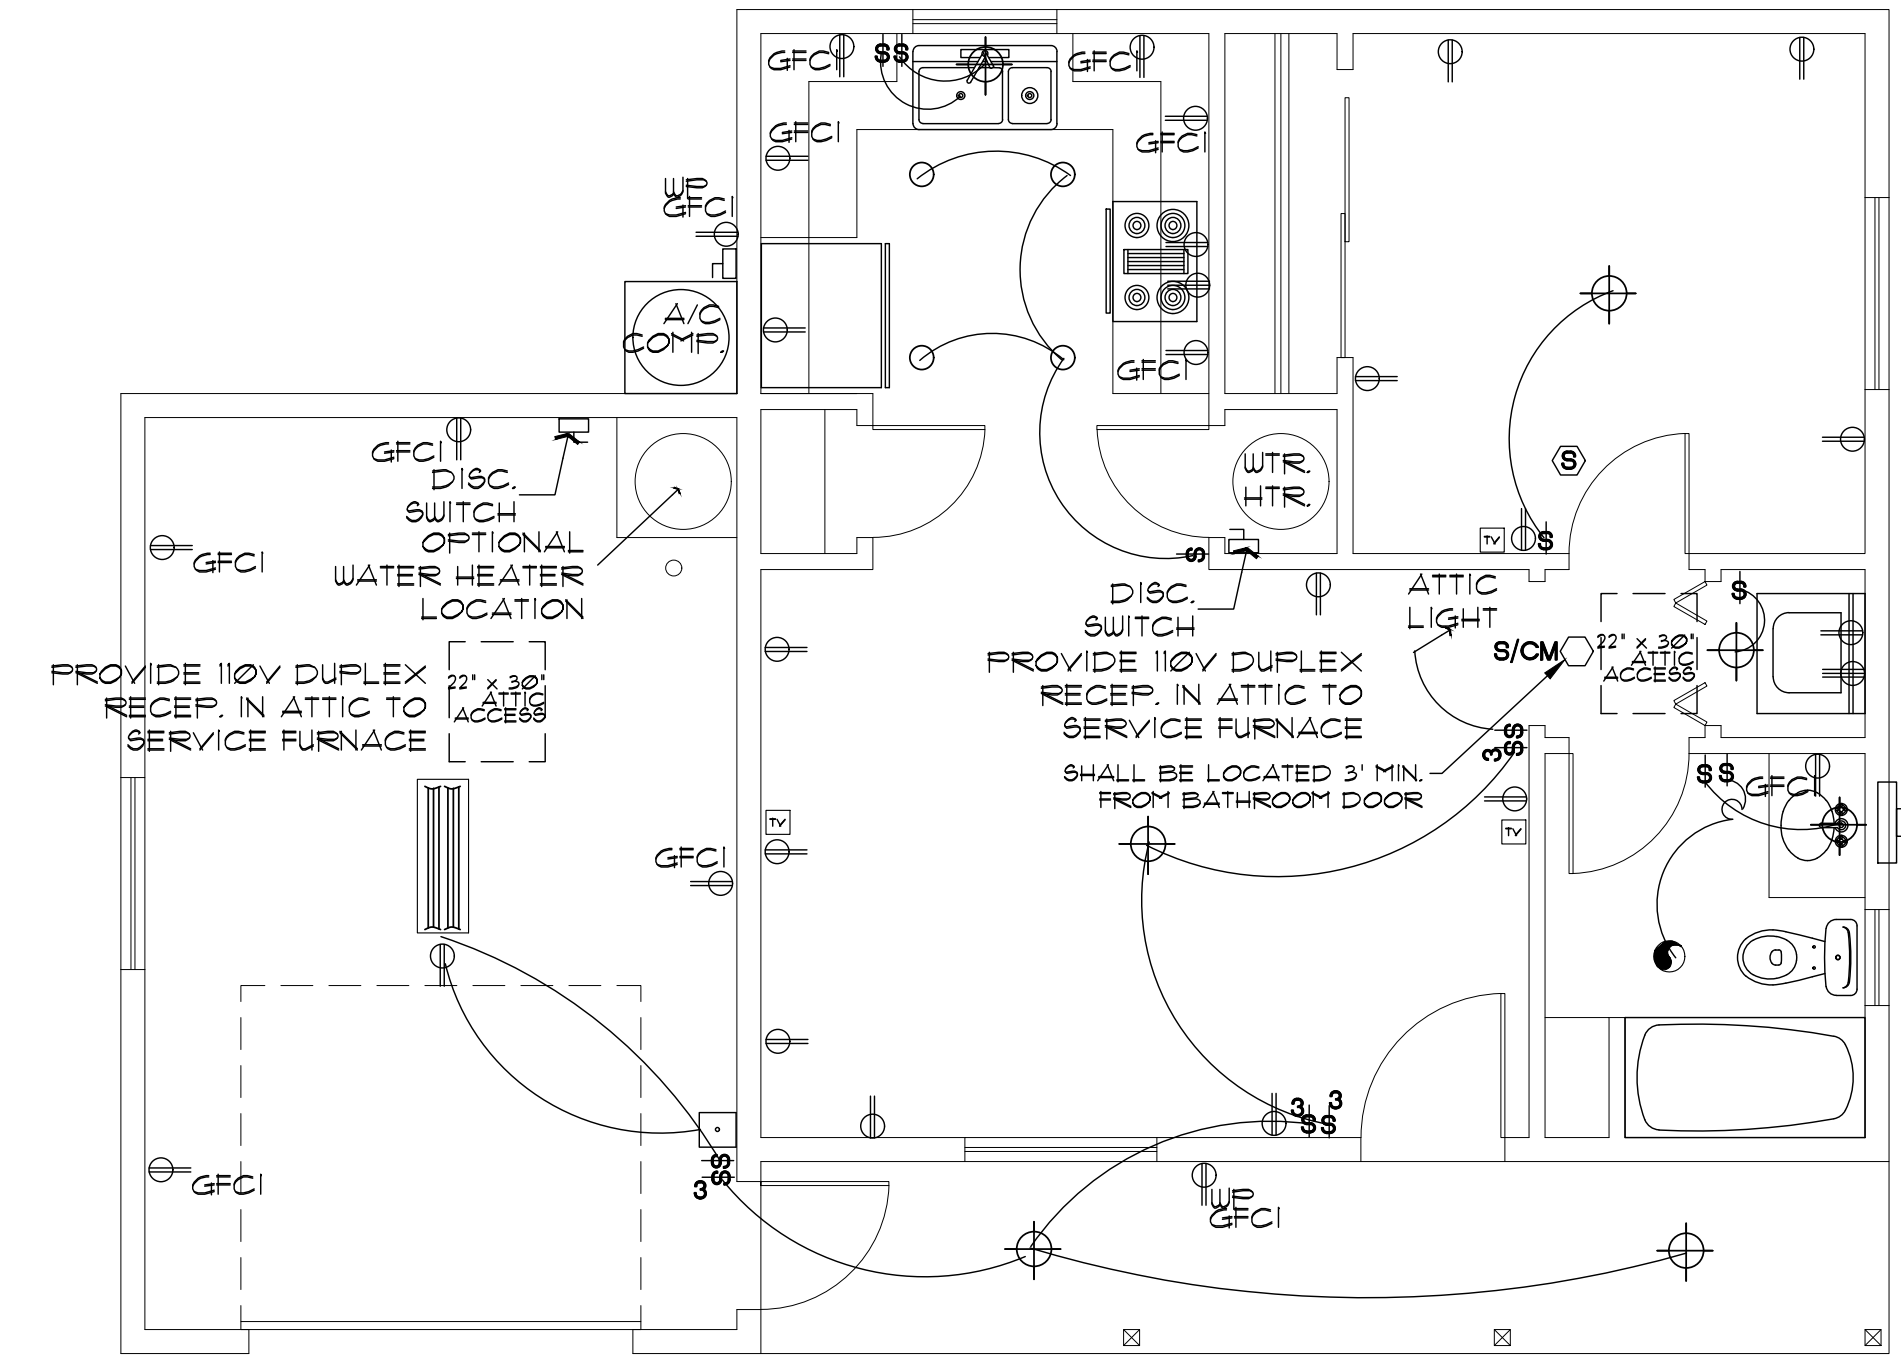 GFCI
SS
GFCI
GFCI
GFCI
WP
GFCI
A/C
COMP.
GFCI
GFCI
DISC.
SWITCH
OPTIONAL
WATER HEATER
LOCATION
WTR.
HTR.
S
S
TV
S
GFCI
DISC.
SWITCH
ATTIC
LIGHT
S
S/CM
22" x 30"
ATTIC
ACCESS
PROVIDE 110V DUPLEX
RECEP. IN ATTIC TO
SERVICE FURNACE
22" x 30"
ATTIC
ACCESS
PROVIDE 110V DUPLEX
RECEP. IN ATTIC TO
SERVICE FURNACE
SS
3
SHALL BE LOCATED 3' MIN.
FROM BATHROOM DOOR
SS
GFCI
TV
TV
GFCI
3 3
SS
SS
3
GFCI
WP
GFCI